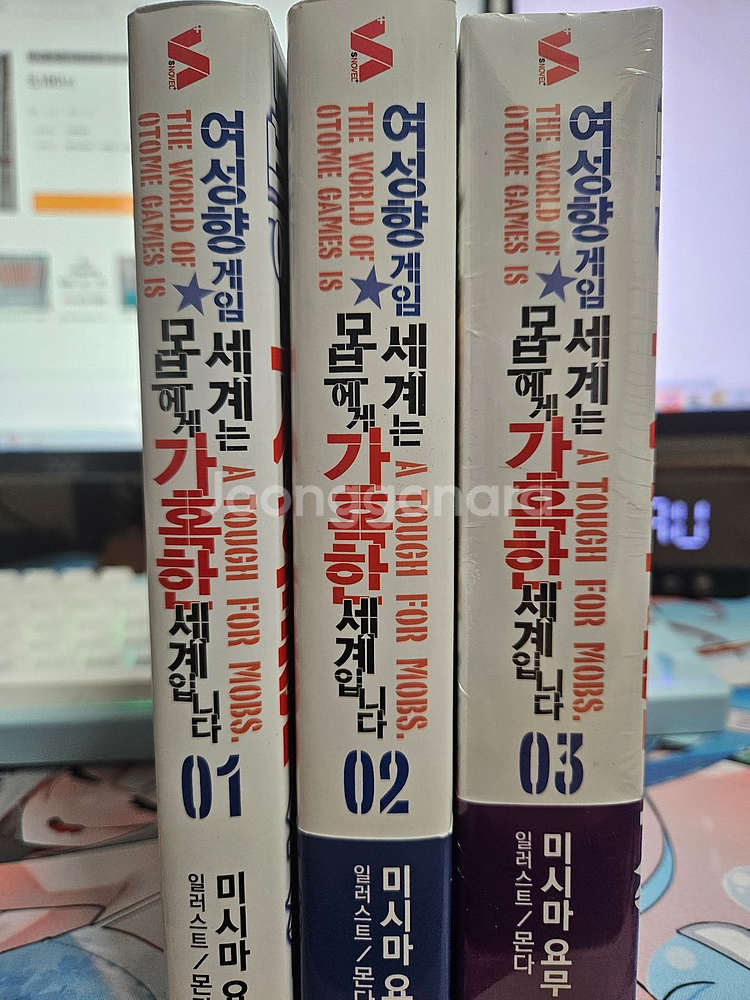 S NOVEL+
여성향 게임
THE WORLD OF
OTOME GAMES IS
세계는
모브에게
가혹한
A TOUGH FOR MOBS.
세계입니다
01
미시마 요
일러스트/몬다
S NOVEL+
여성향 게임
THE WORLD OF
OTOME GAMES IS
세계는
모브에게
가혹한
A TOUGH FOR MOBS.
세계입니다
02
미시마 요
일러스트/몬다
S NOVEL+
여성향 게임
THE WORLD OF
OTOME GAMES IS
세계는
모브에게
가혹한
A TOUGH FOR MOBS.
세계입니다
03
미시마 요무
일러스트/몬다
Joonggonara